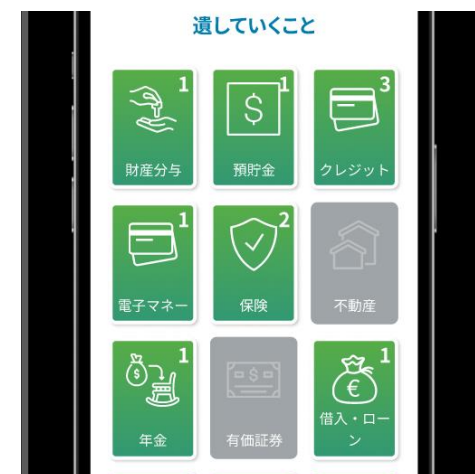 遺していくこと
1
財産分与
1
預貯金
3
クレジット
1
電子マネー
2
保険
不動産
1
年金
有価証券
1
借入・ロー
ン